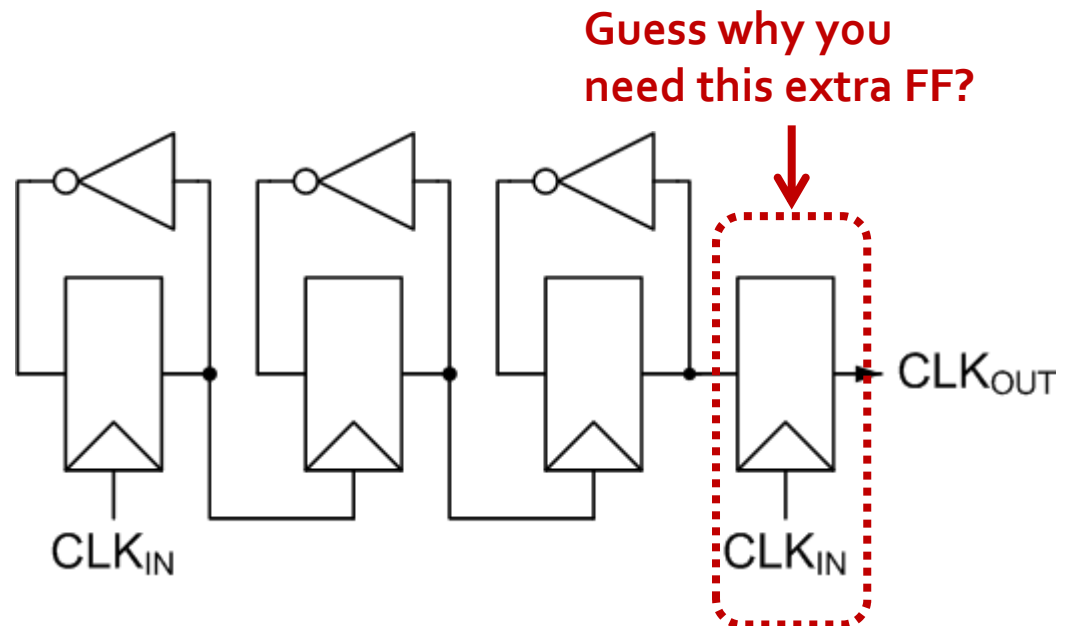 Guess why you
need this extra FF?
CLKOUT
CLKIN
CLKIN